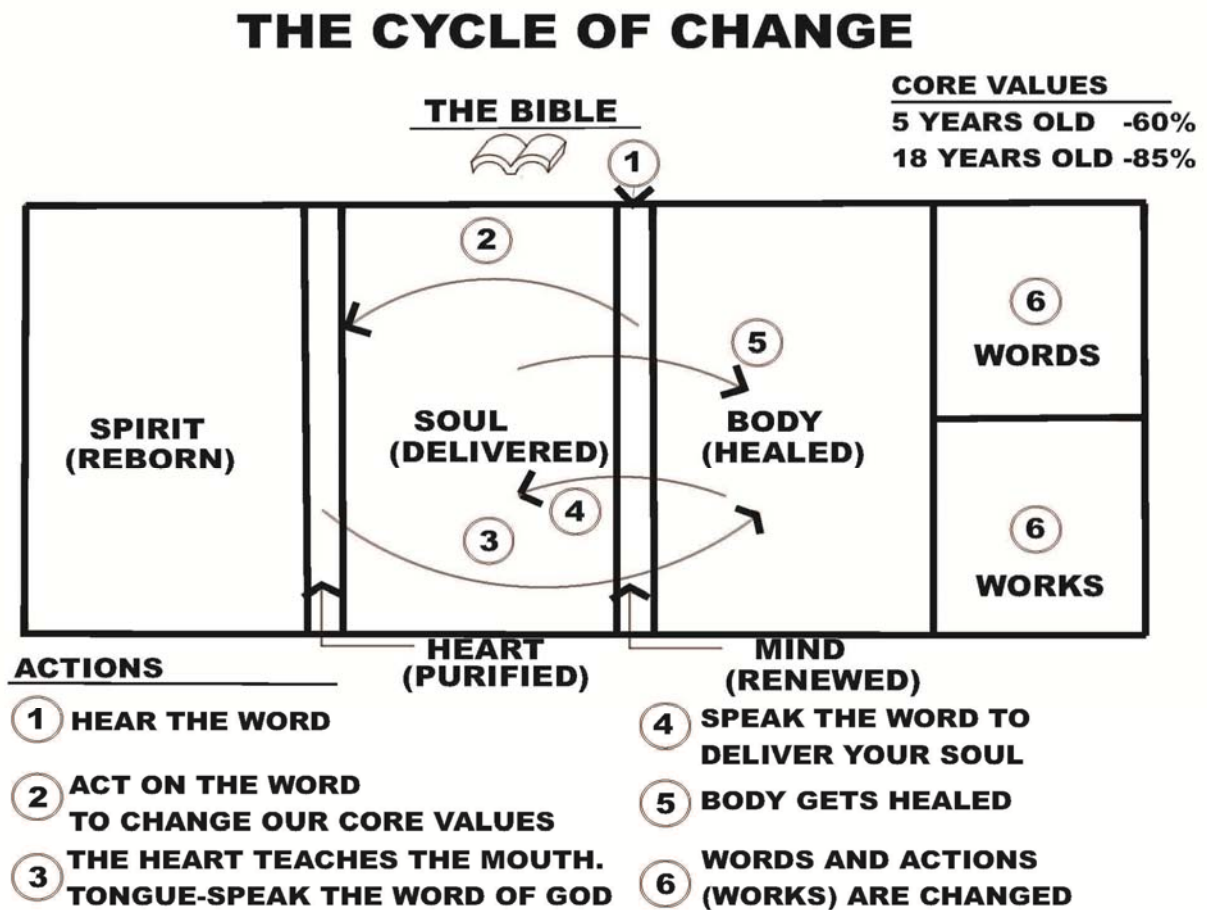 THE CYCLE OF CHANGE
CORE VALUES
5 YEARS OLD -60%
18 YEARS OLD -85%
THE BIBLE
1
2
5
6
WORDS
SPIRIT
(REBORN)
SOUL
(DELIVERED)
BODY
(HEALED)
4
3
6
WORKS
HEART
(PURIFIED)
MIND
(RENEWED)
ACTIONS
1 HEAR THE WORD
2 ACT ON THE WORD
TO CHANGE OUR CORE VALUES
3 THE HEART TEACHES THE MOUTH.
TONGUE-SPEAK THE WORD OF GOD
4 SPEAK THE WORD TO
DELIVER YOUR SOUL
5 BODY GETS HEALED
6 WORDS AND ACTIONS
(WORKS) ARE CHANGED